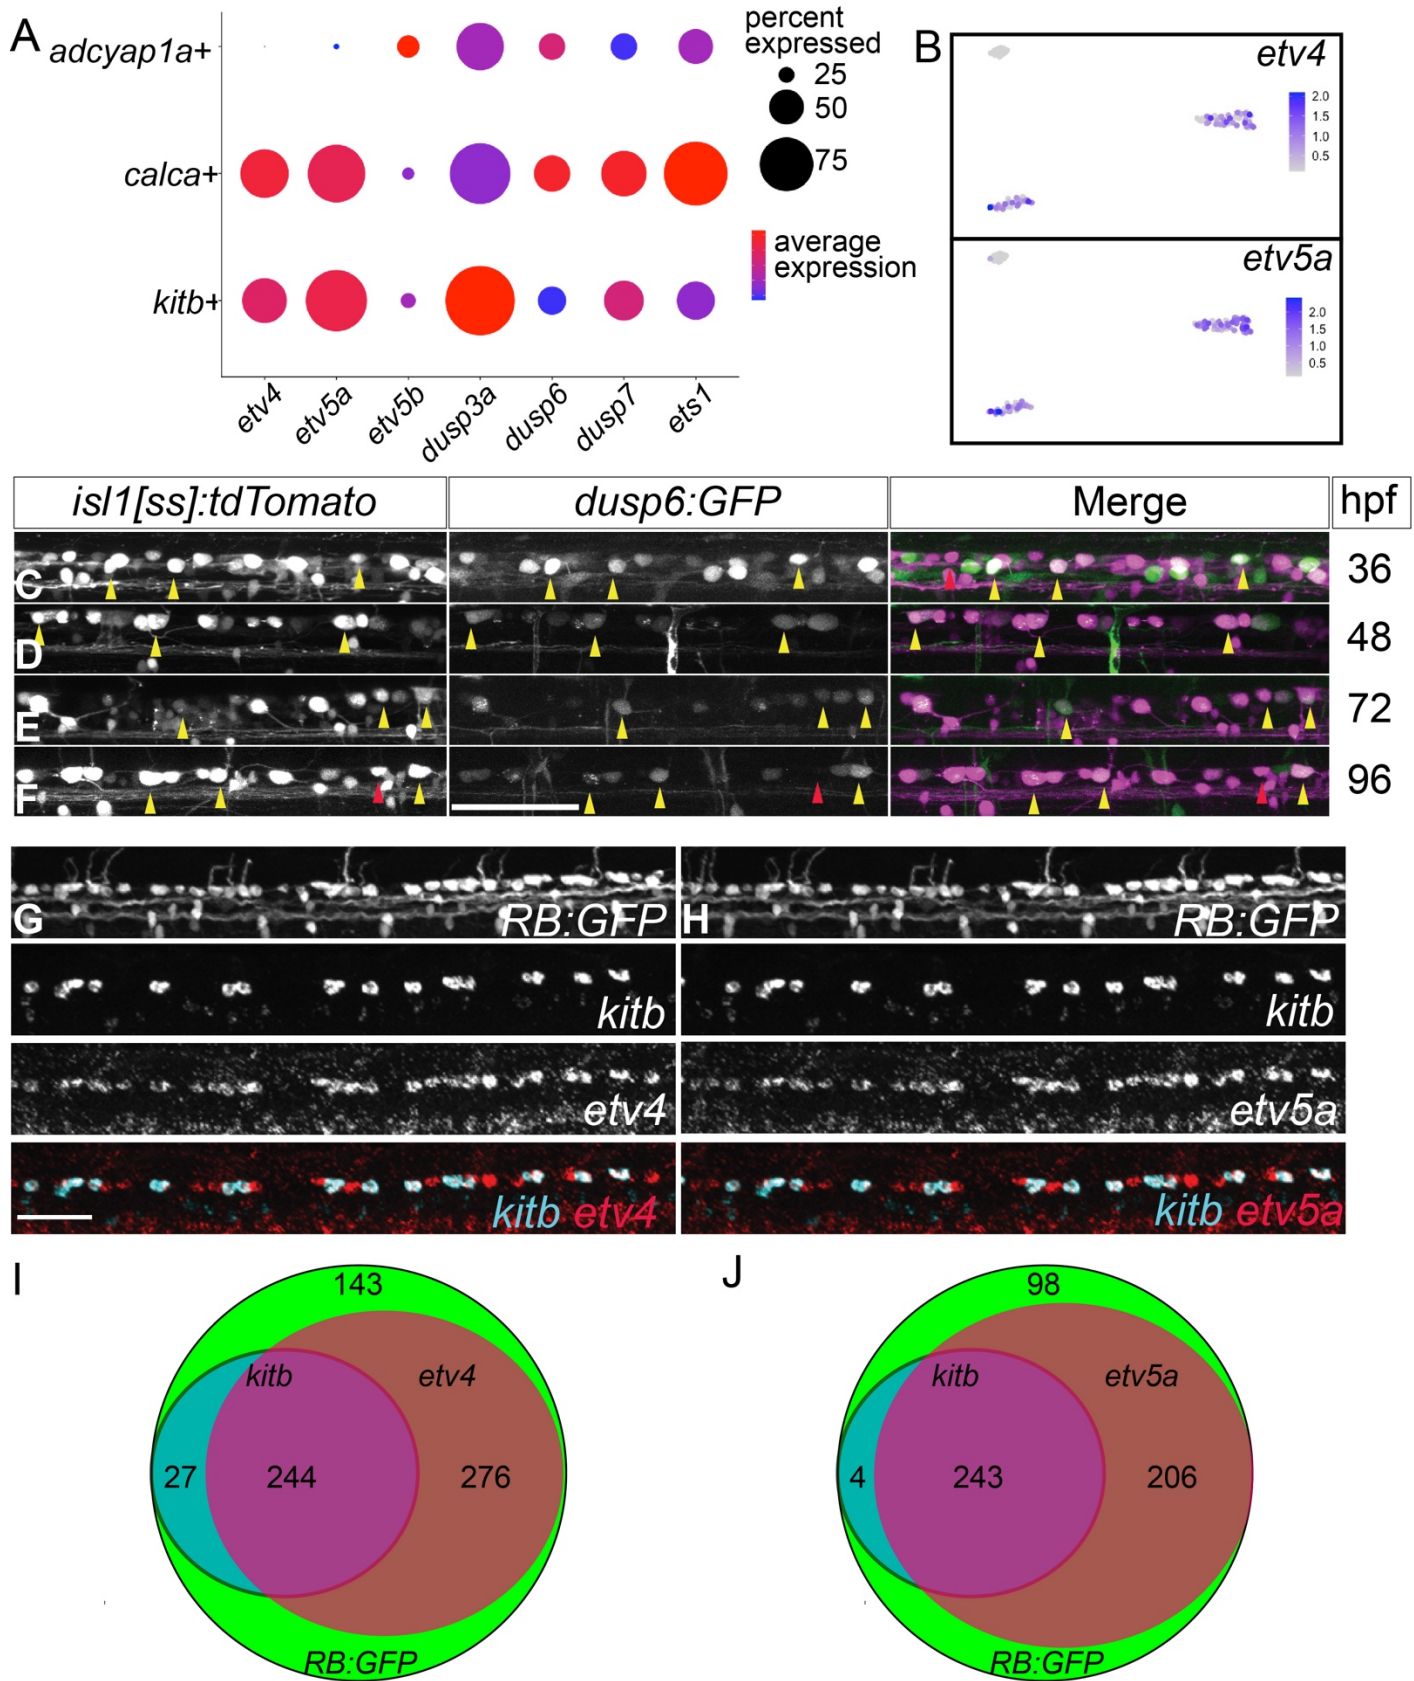 A
adcyap1a+
calca+
kitb+
etv4
etv5a
etv5b
dusp3a
dusp6
dusp7
ets1
percent
expressed
25
50
75
average
expression
B
etv4
2.0
1.5
1.0
0.5
etv5a
2.0
1.5
1.0
0.5
isl1[ss]:tdTomato
dusp6:GFP
Merge
hpf
C
36
D
48
E
72
F
96
G
RB:GFP
kitb
etv4
kitb etv4
H
RB:GFP
kitb
etv5a
kitb etv5a
I
143
kitb
etv4
27
244
276
RB:GFP
J
98
kitb
etv5a
4
243
206
RB:GFP